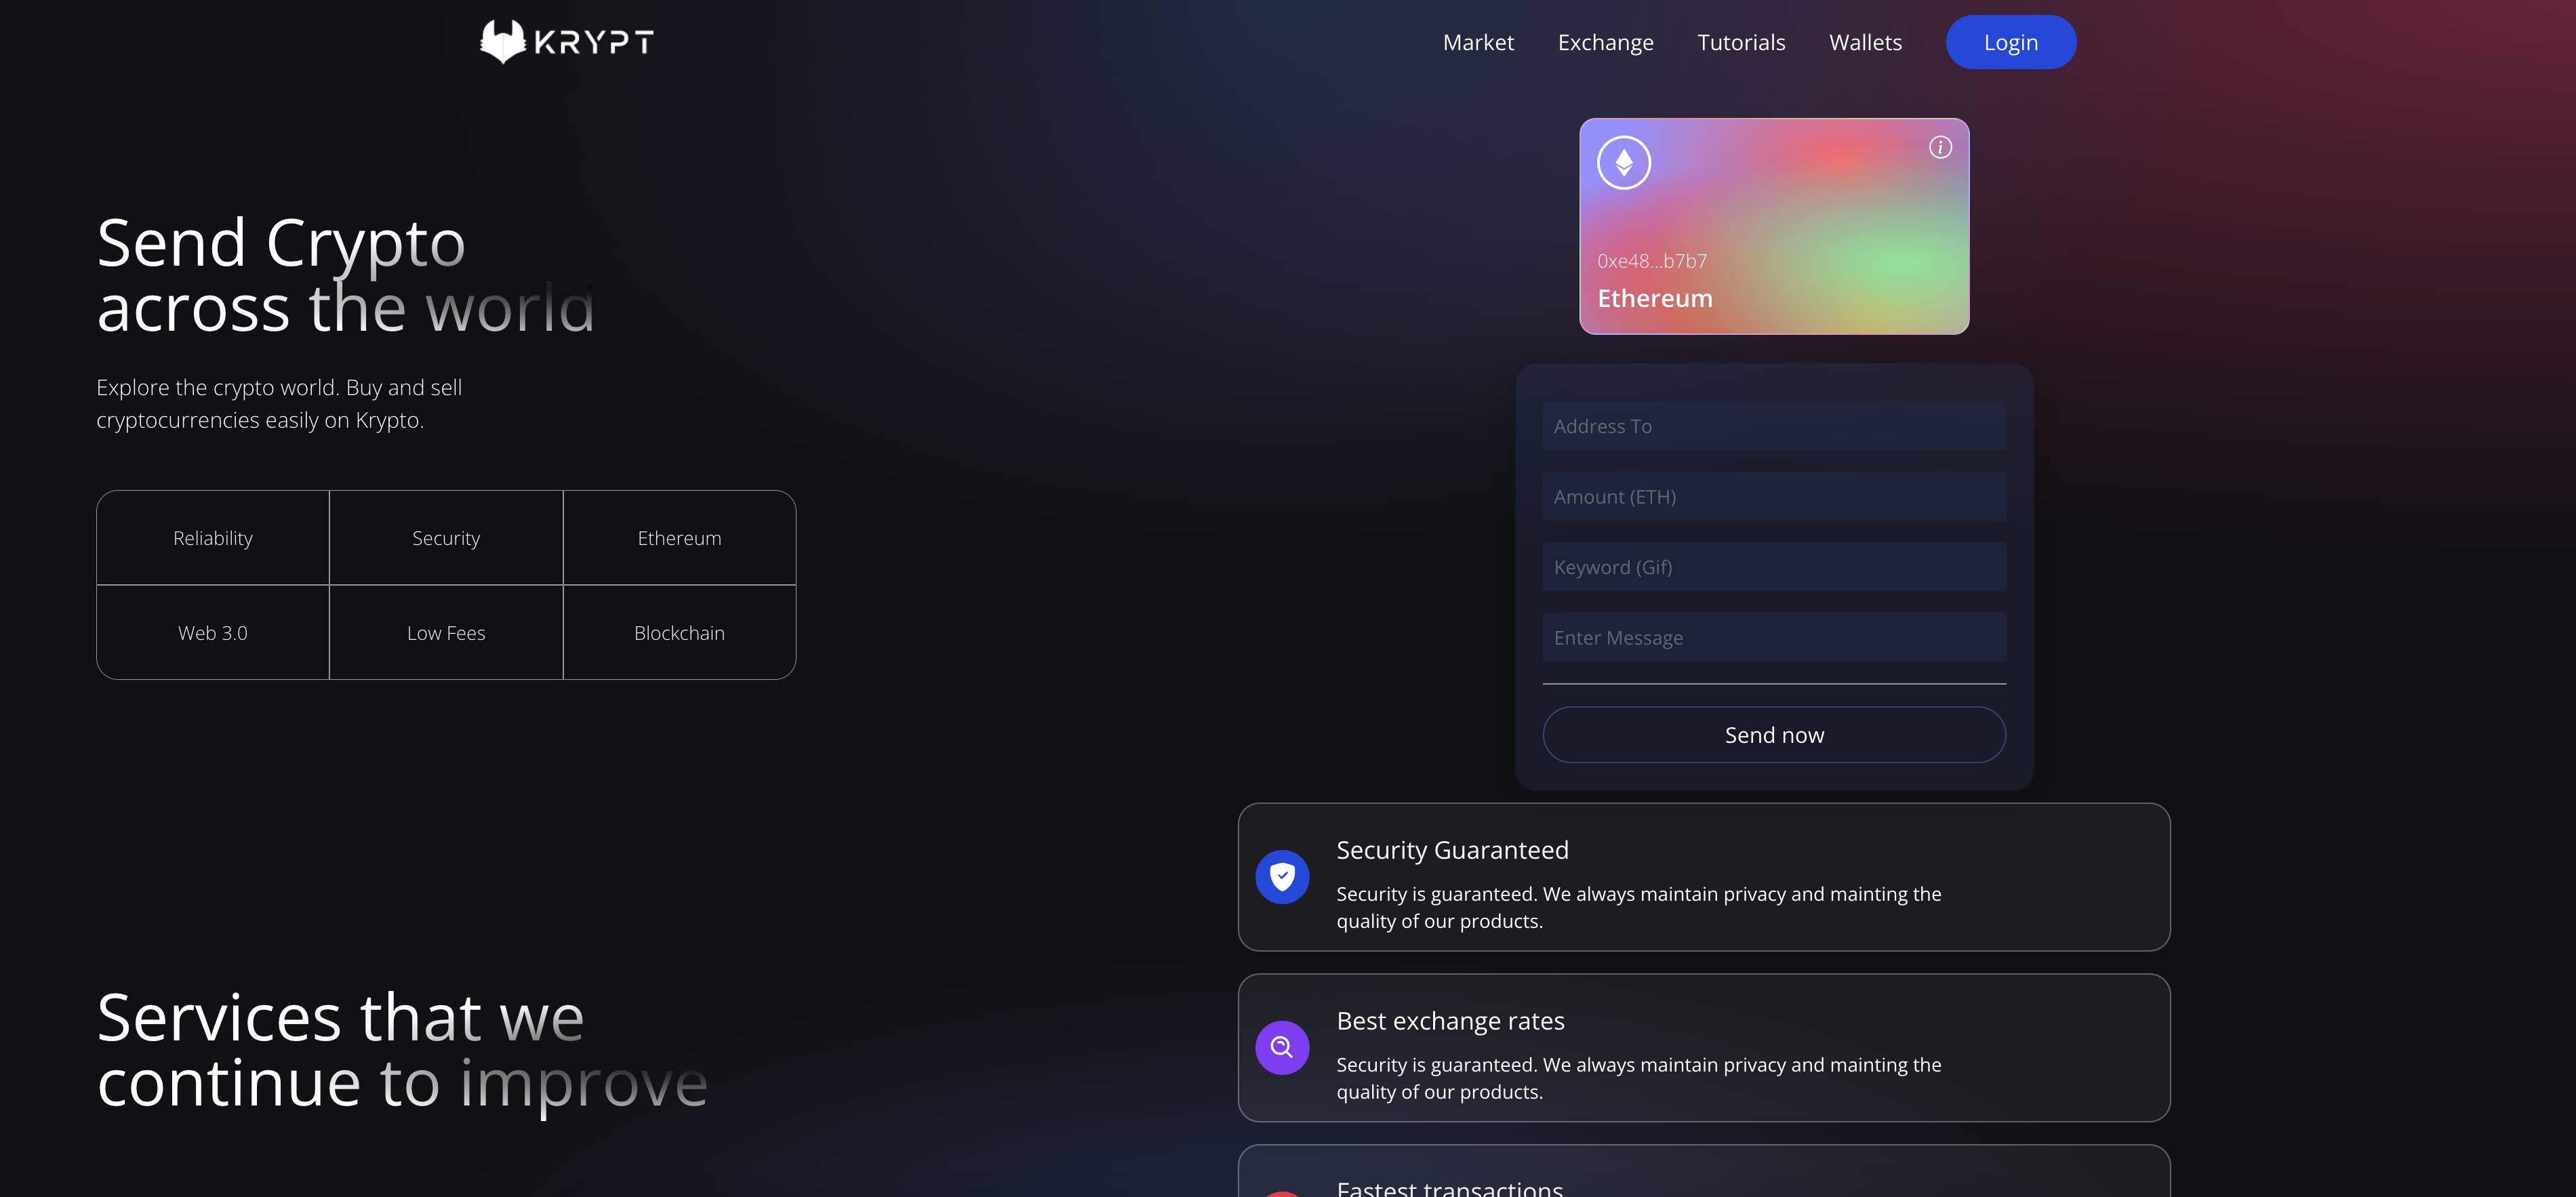 KRYPT
Market
Exchange
Tutorials
Wallets
Login
Send Crypto
across the world
Explore the crypto world. Buy and sell
cryptocurrencies easily on Krypto.
Reliability
Security
Ethereum
Web 3.0
Low Fees
Blockchain
0xe48...b7b7
Ethereum
Address To
Amount (ETH)
Keyword (Gif)
Enter Message
Send now
Services that we
continue to improve
Security Guaranteed
Security is guaranteed. We always maintain privacy and mainting the
quality of our products.
Best exchange rates
Security is guaranteed. We always maintain privacy and mainting the
quality of our products.
Fastest transactions